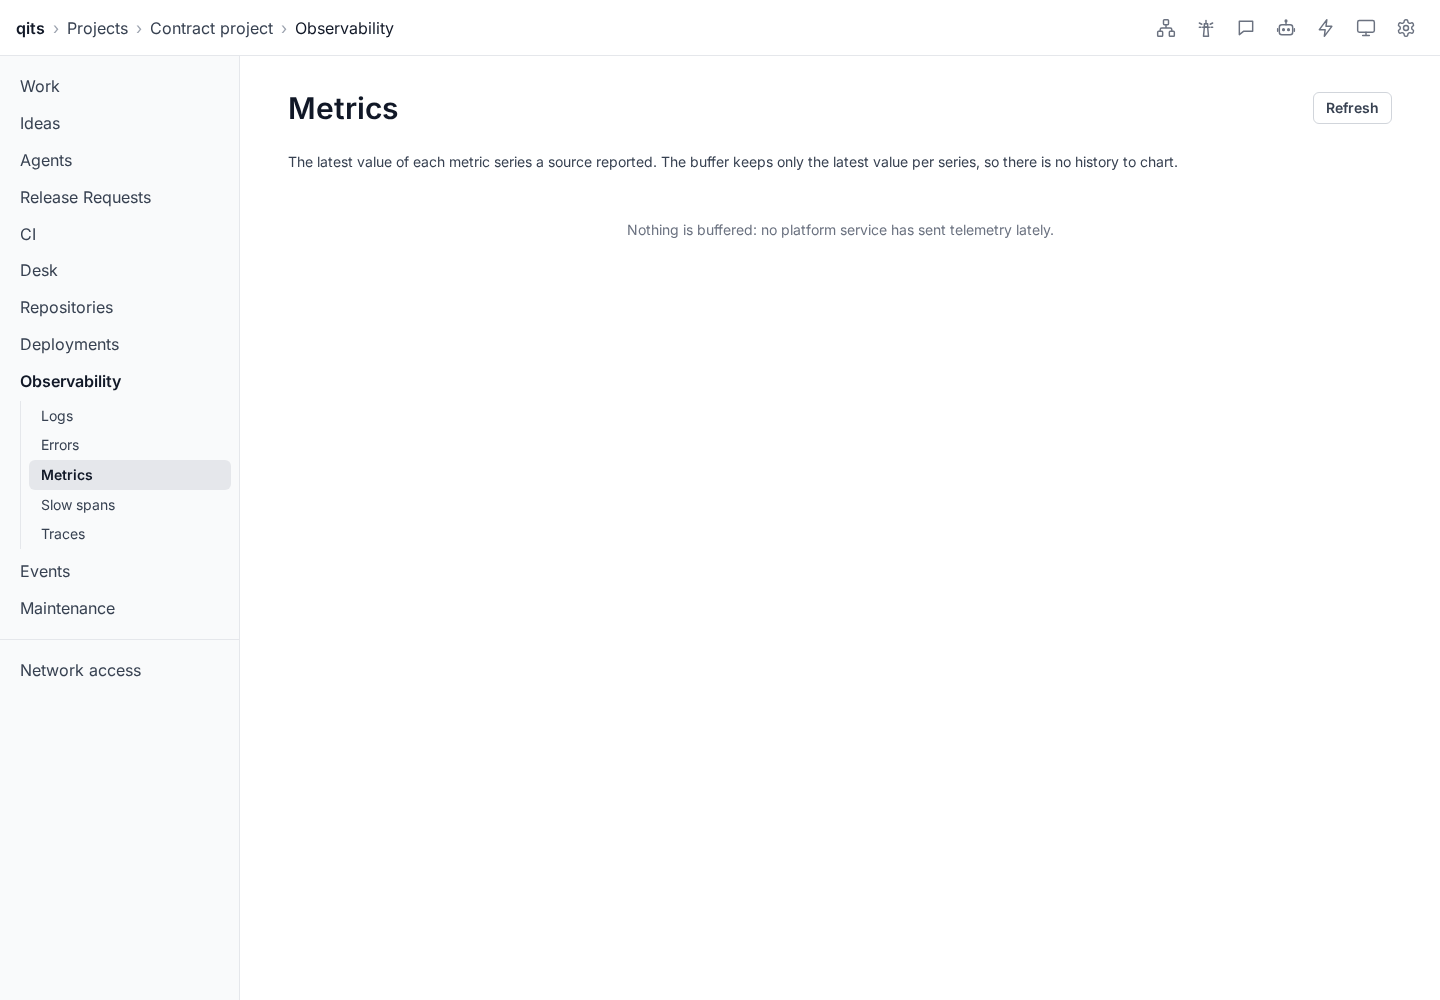 qits › Projects › Contract project › Observability
Work
Ideas
Agents
Release Requests
CI
Desk
Repositories
Deployments
Observability
Logs
Errors
Metrics
Slow spans
Traces
Events
Maintenance
Network access
Metrics
Refresh
The latest value of each metric series a source reported. The buffer keeps only the latest value per series, so there is no history to chart.
Nothing is buffered: no platform service has sent telemetry lately.